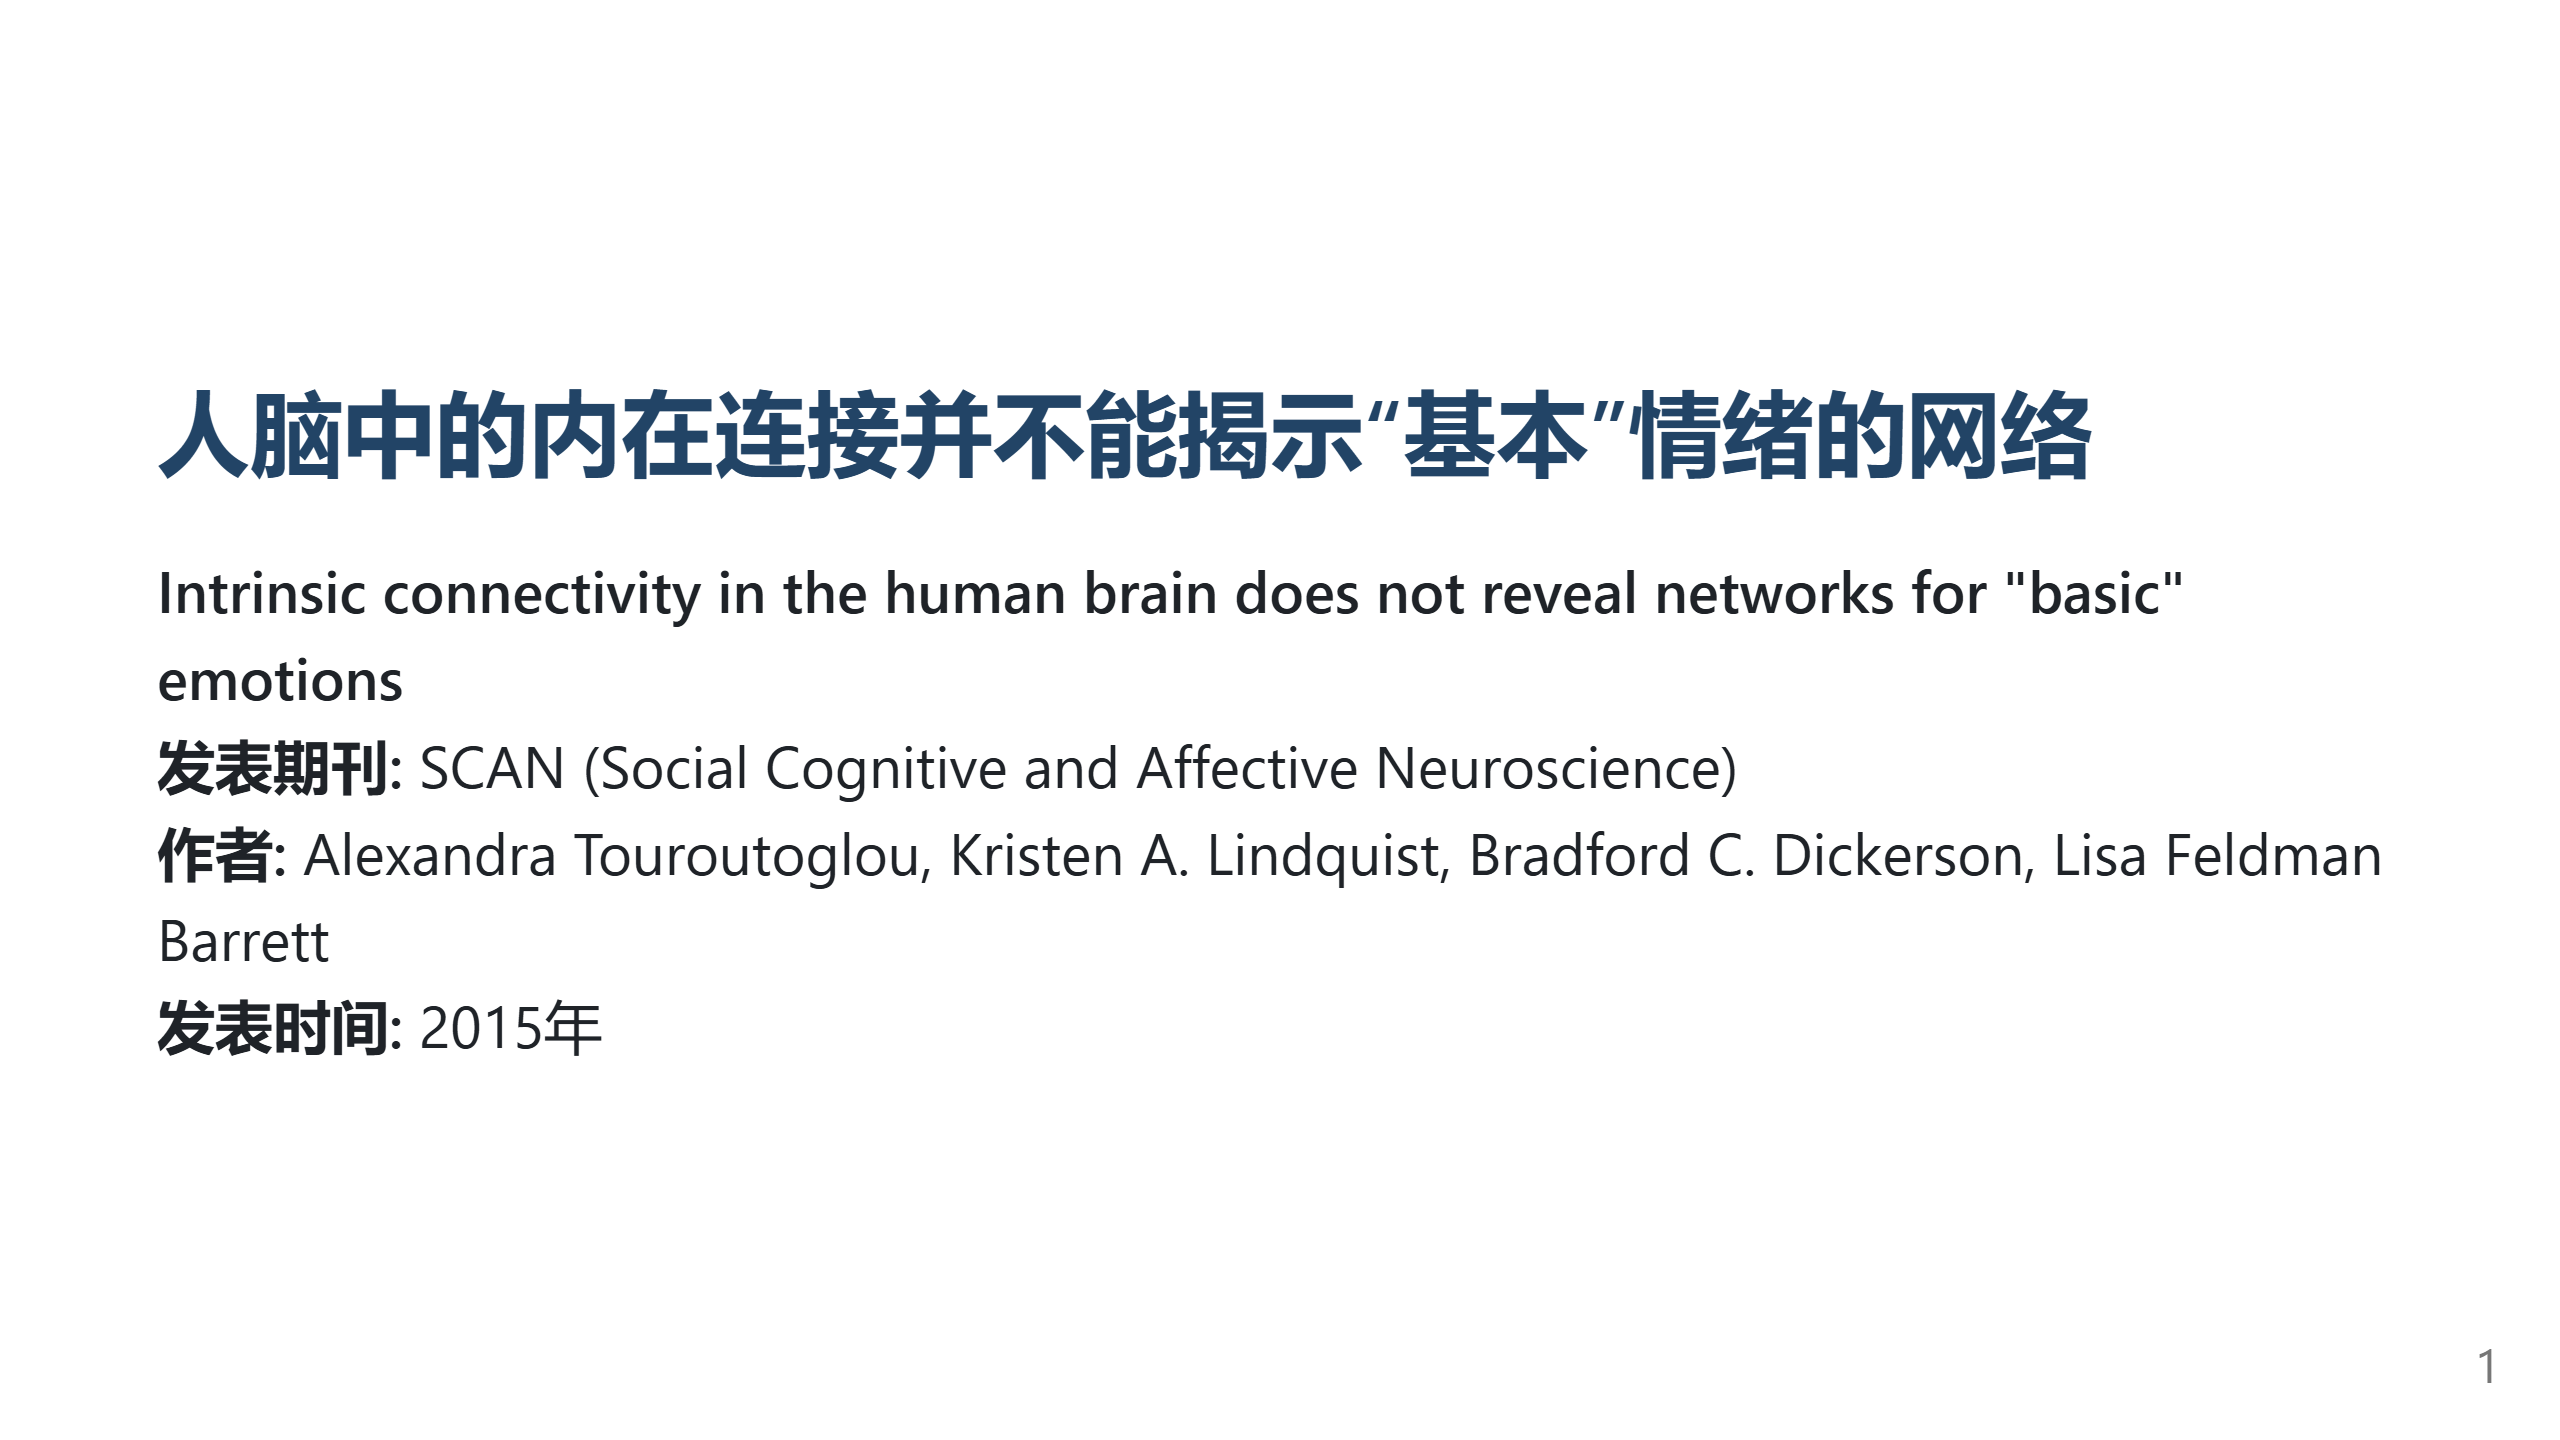 人脑中的内在连接并不能揭示“基本”情绪的网络
Intrinsic connectivity in the human brain does not reveal networks for "basic"
emotions
发表期刊: SCAN (Social Cognitive and Affective Neuroscience)
作者: Alexandra Touroutoglou, Kristen A. Lindquist, Bradford C. Dickerson, Lisa Feldman
Barrett
发表时间: 2015年
1